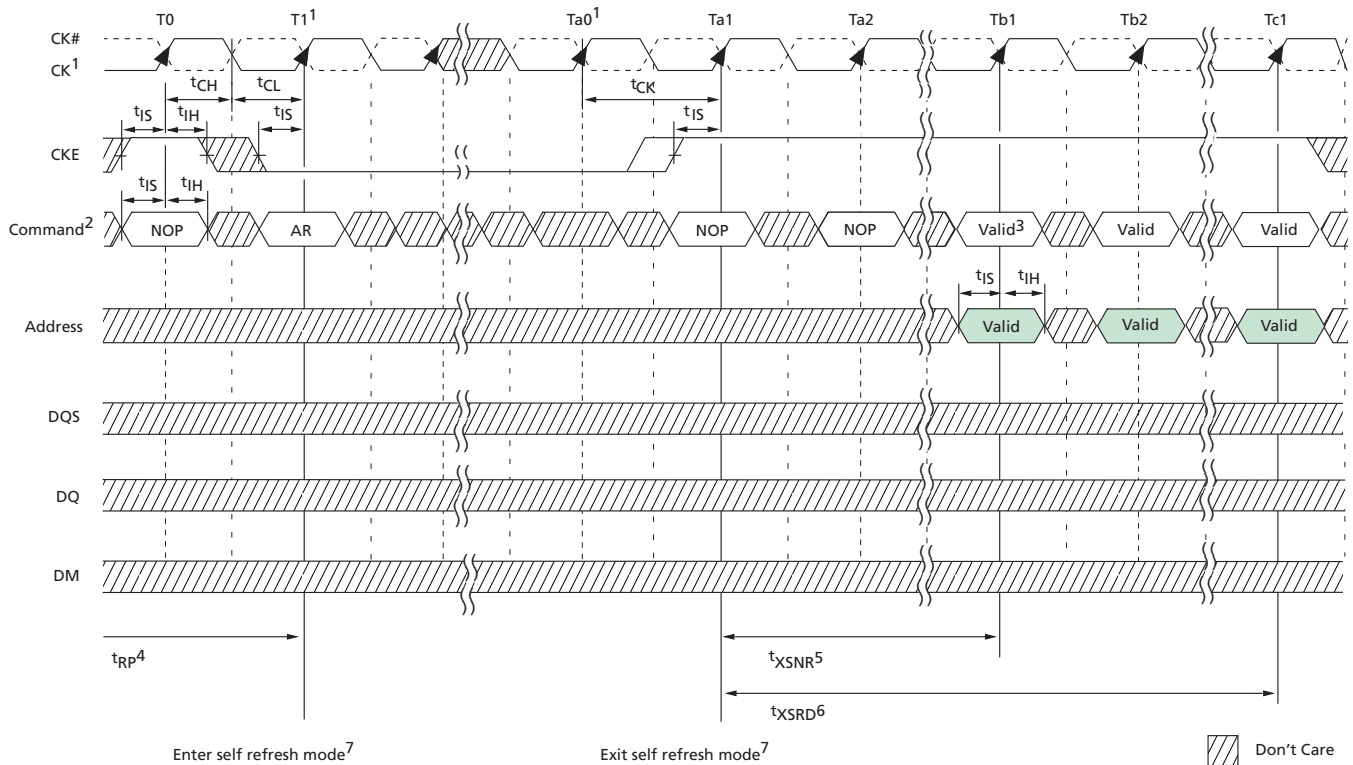 T0 T1¹ Ta0¹ Ta1 Ta2 Tb1 Tb2 Tc1
CK#
CK¹
tCH tCL tCK
tIS tIH tIS tIS
CKE
tIS tIH
Command² NOP AR NOP NOP Valid³ Valid Valid
tIS tIH
Address Valid Valid Valid
DQS
DQ
DM
tRP⁴ tXSNR⁵
tXSRD⁶
Enter self refresh mode⁷ Exit self refresh mode⁷ Don't Care